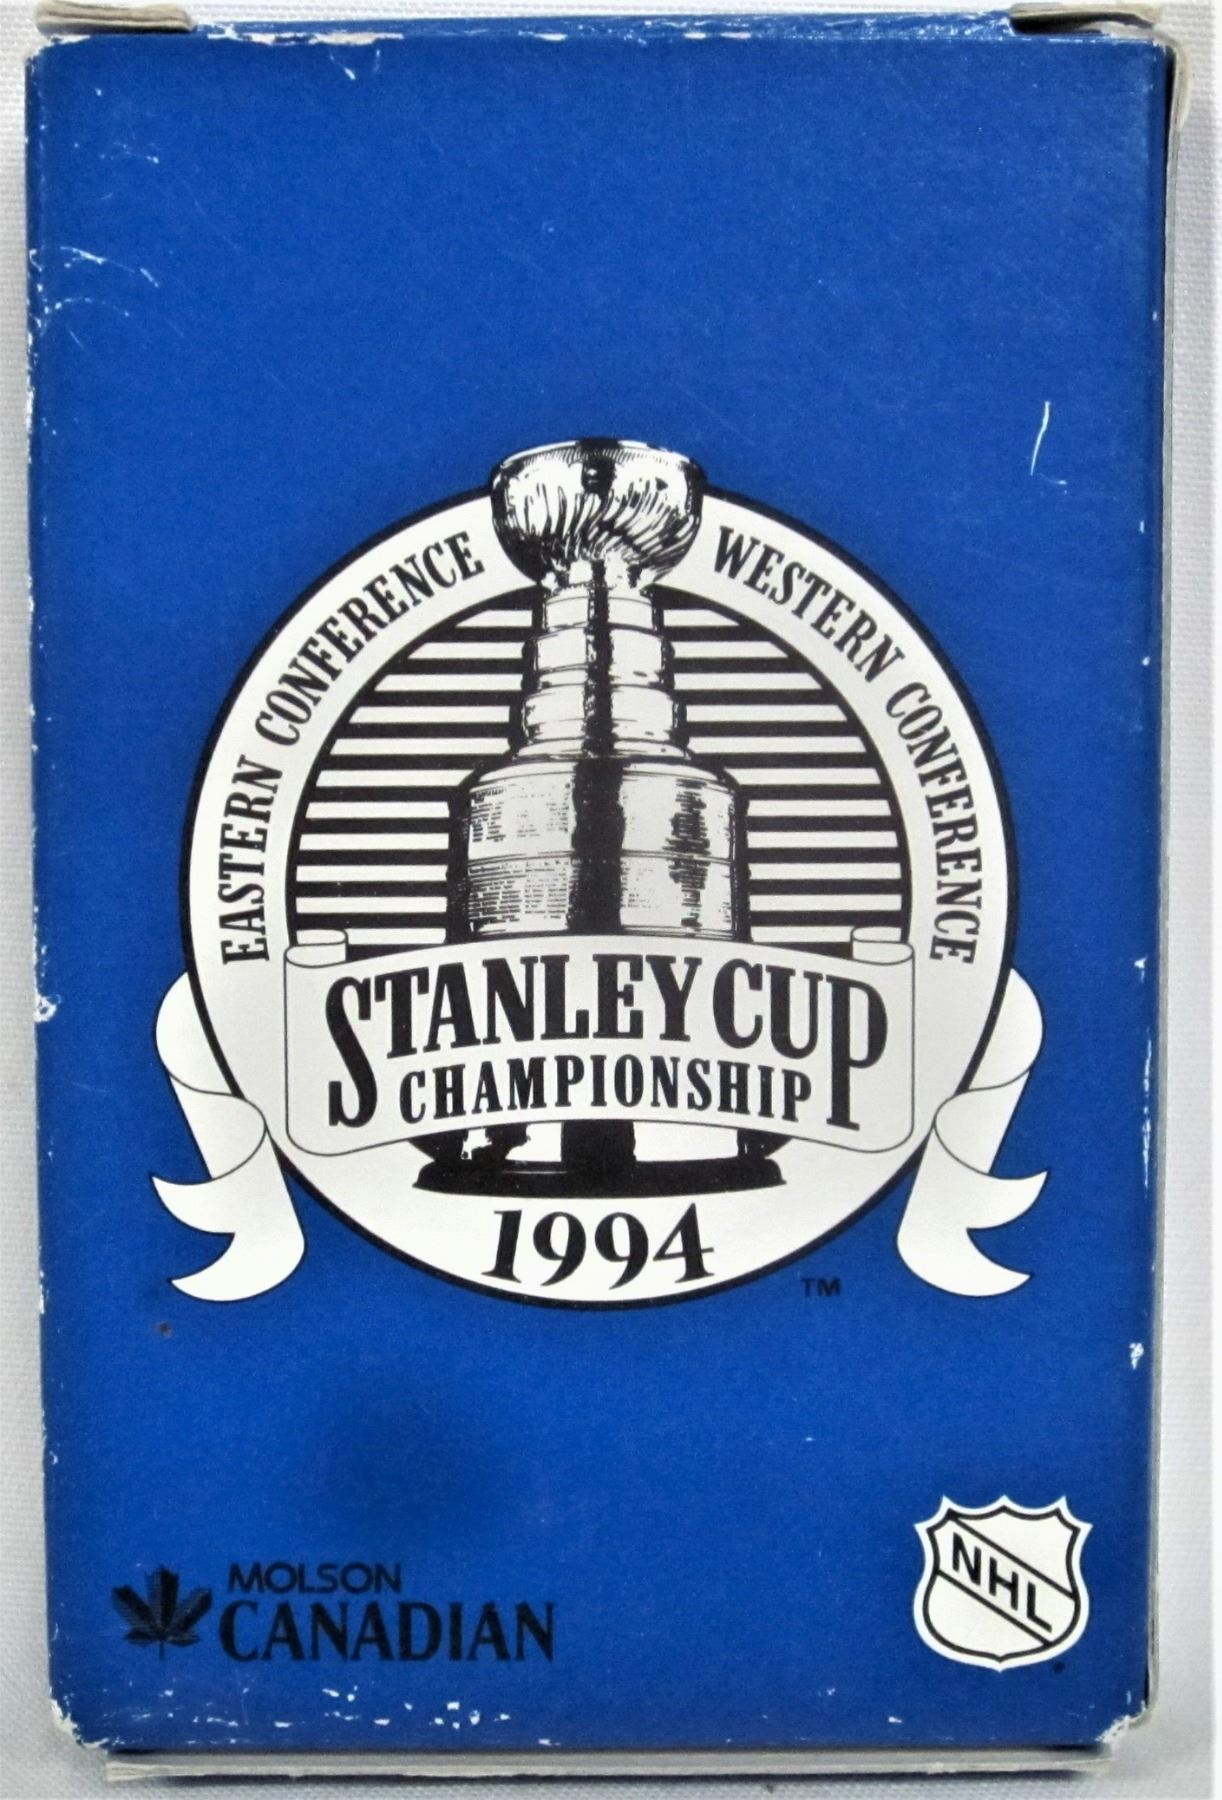 EASTERN CONFERENCE
WESTERN CONFERENCE
STANLEY CUP
CHAMPIONSHIP
1994
TM
MOLSON
CANADIAN
NHL